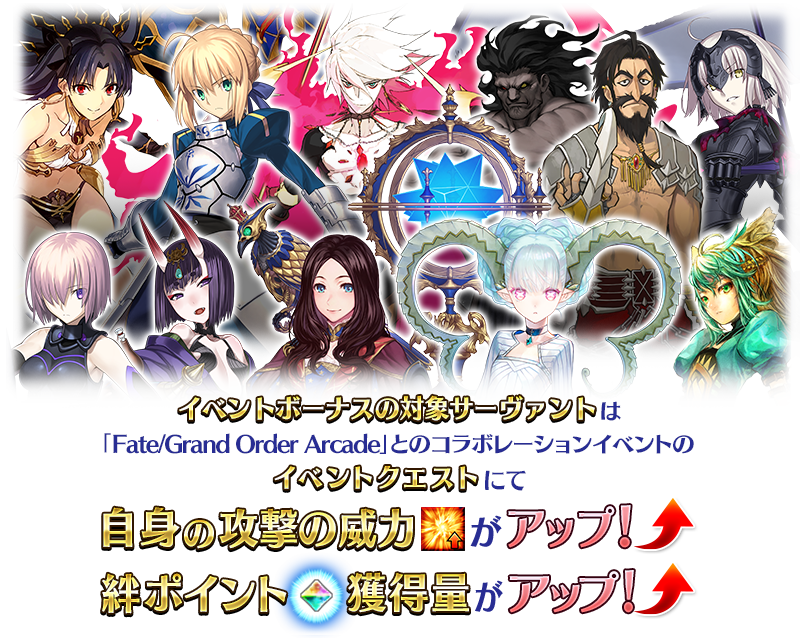 イベントボーナスの対象サーヴァントは
「Fate/Grand Order Arcade」とのコラボレーションイベントの
イベントクエストにて
自身の攻撃の威力がアップ!
絆ポイント獲得量がアップ!